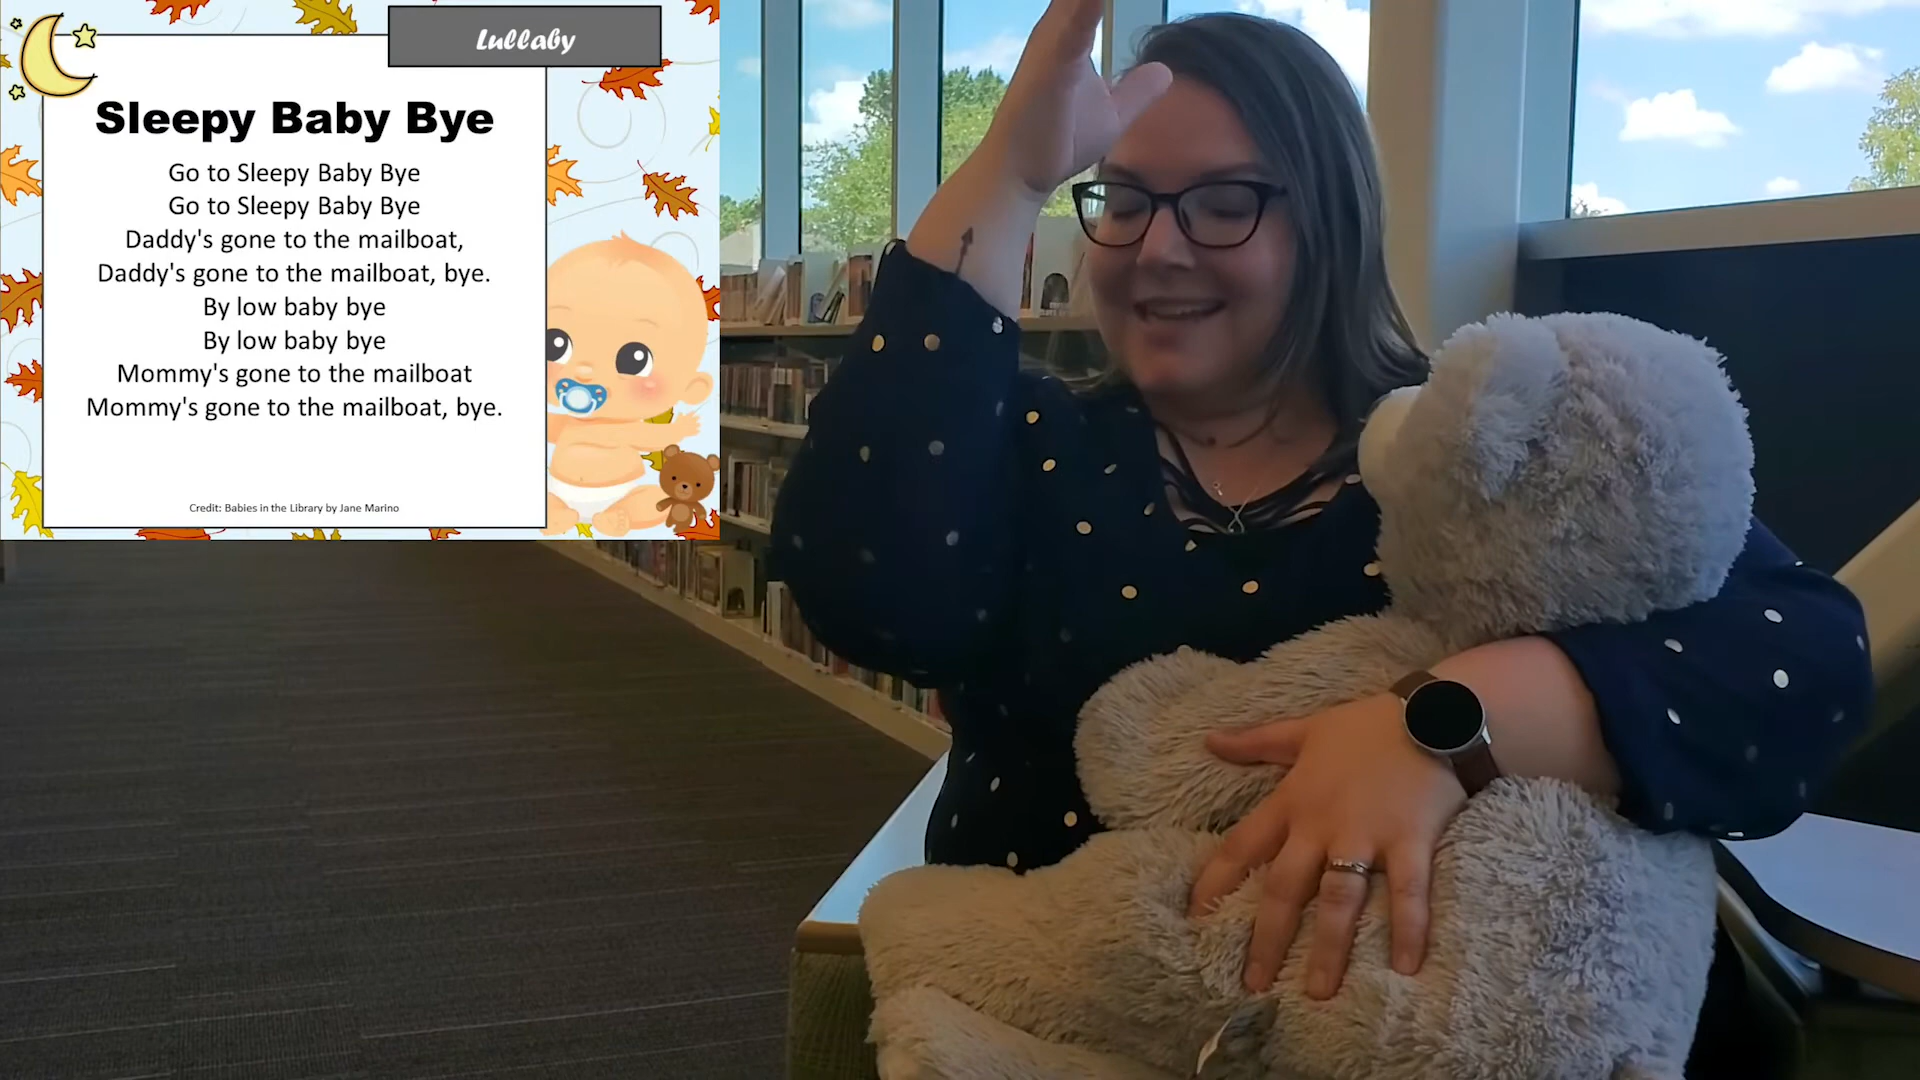 Lullaby
Sleepy Baby Bye
Go to Sleepy Baby Bye
Go to Sleepy Baby Bye
Daddy's gone to the mailboat,
Daddy's gone to the mailboat, bye.
By low baby bye
By low baby bye
Mommy's gone to the mailboat
Mommy's gone to the mailboat, bye.
Credit: Babies in the Library by Jane Marino